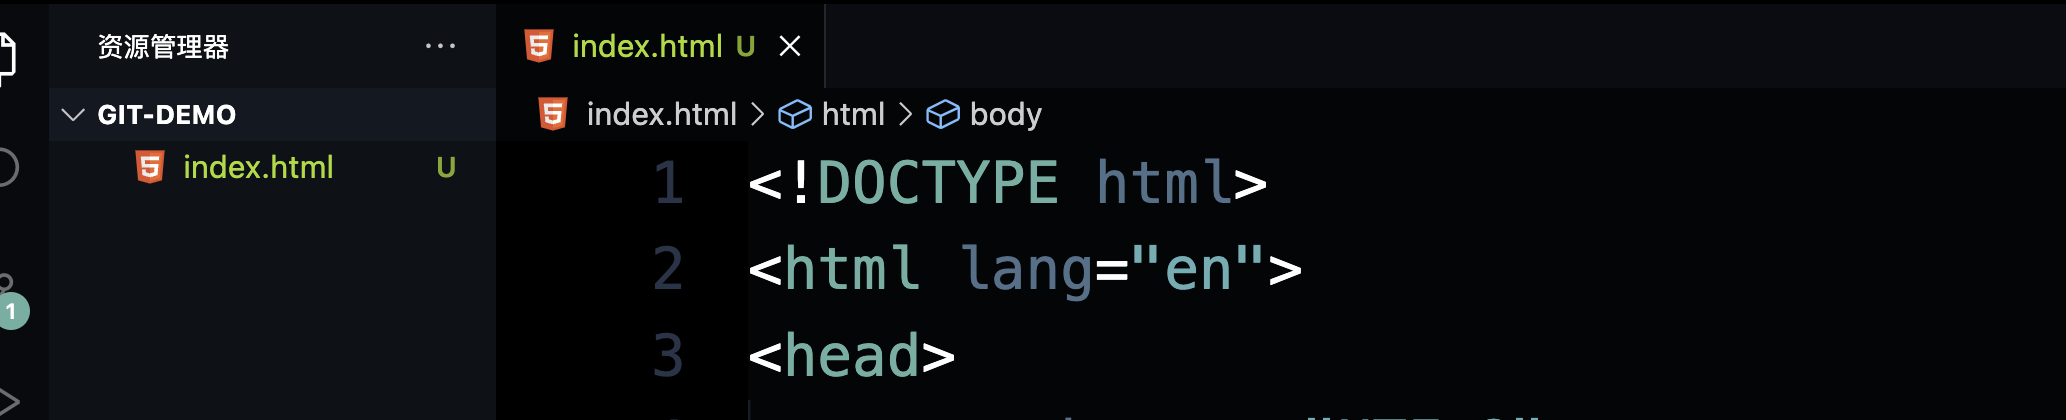 资源管理器 ···
GIT-DEMO
index.html U
1
index.html U
index.html > html > body
1 <!DOCTYPE html>
2 <html lang="en">
3 <head>